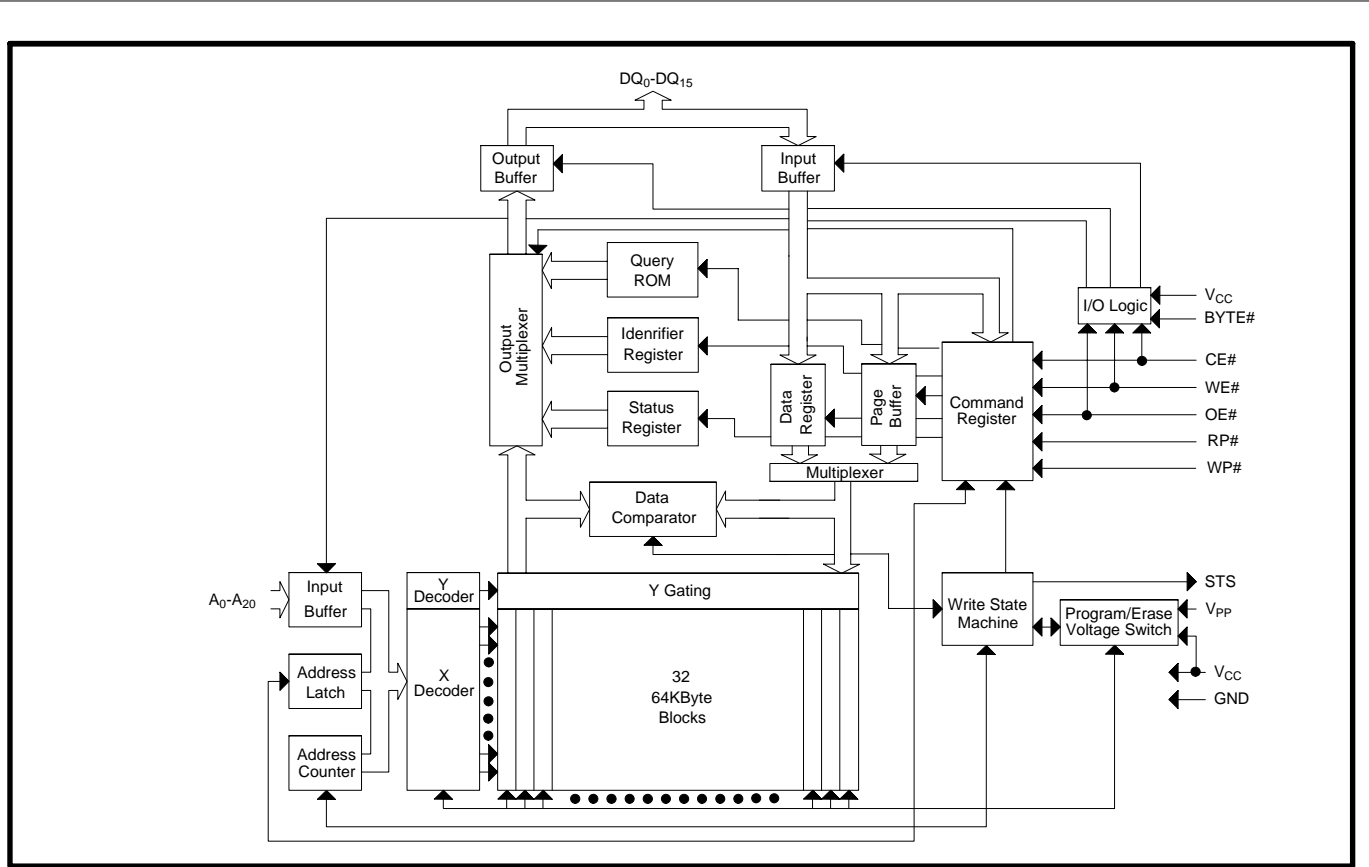 DQ0-DQ15
Output
Buffer
Input
Buffer
Query
ROM
I/O Logic
VCC
BYTE#
Output
Multiplexer
Idenrifier
Register
CE#
WE#
Data
Register
Page
Buffer
Command
Register
Status
Register
OE#
RP#
WP#
Multiplexer
Data
Comparator
A0-A20
Input
Buffer
Y
Decoder
Y Gating
Write State
Machine
STS
Program/Erase
Voltage Switch
VPP
VCC
GND
Address
Latch
X
Decoder
32
64KByte
Blocks
Address
Counter